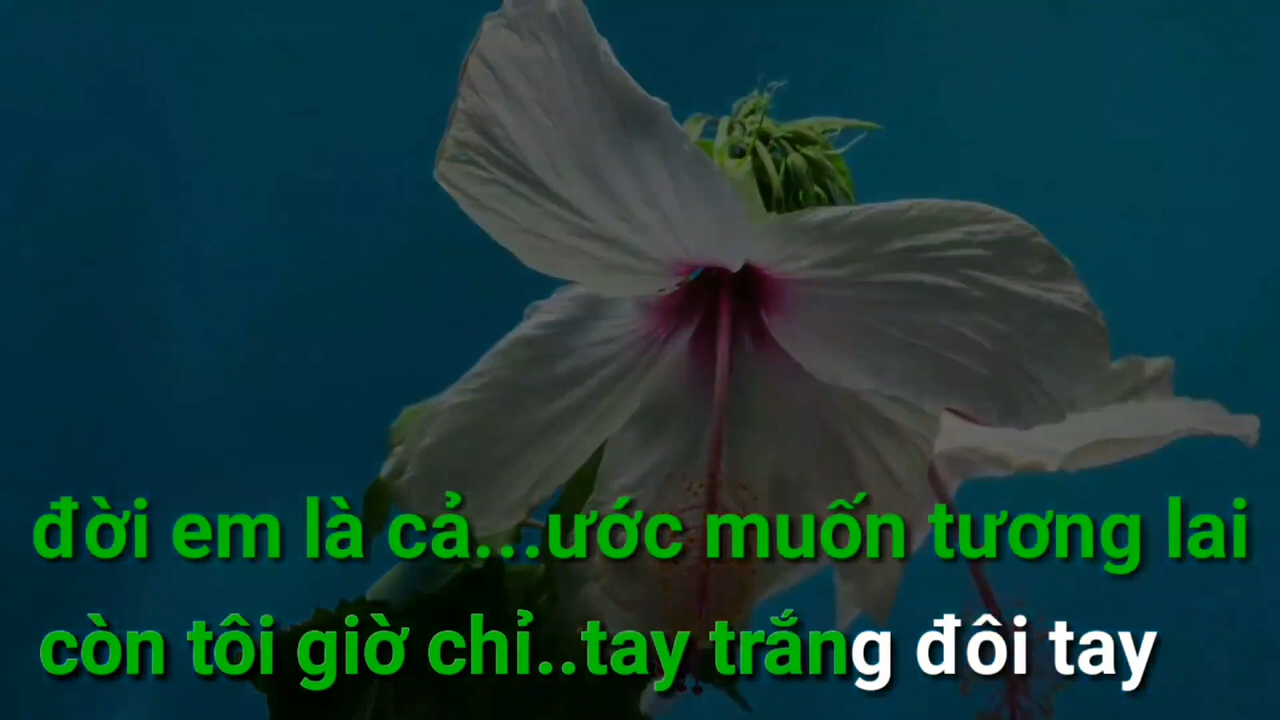 đời em là cả...ước muốn tương lai
còn tôi giờ chỉ..tay trắng đôi tay